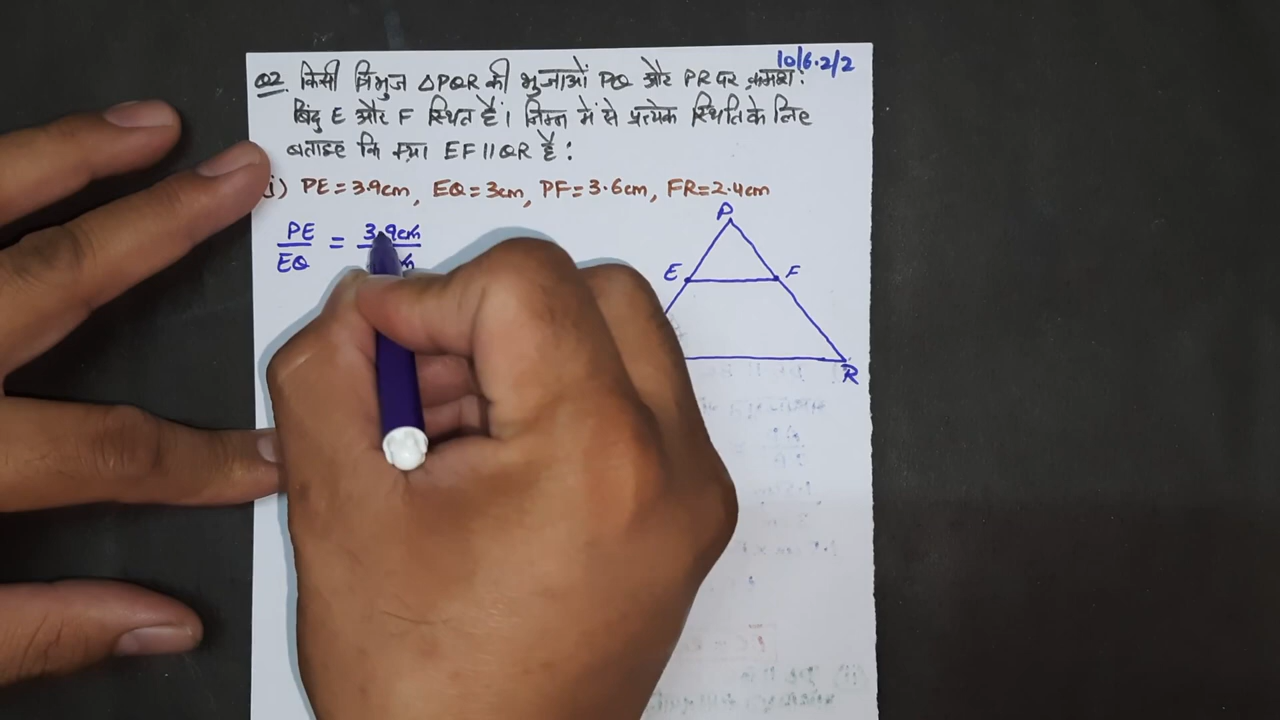 10/6.2/2
Q2. किसी त्रिभुज △PQR की भुजाओं PQ और PR पर क्रमश:
बिंदु E और F स्थित हैं। निम्न में से प्रत्येक स्थिति के लिए
बताइए कि क्या EF||QR है:
i) PE=3.9cm, EQ=3cm, PF=3.6cm, FR=2.4cm
PE/EQ = 3.9cm
P
E F
R